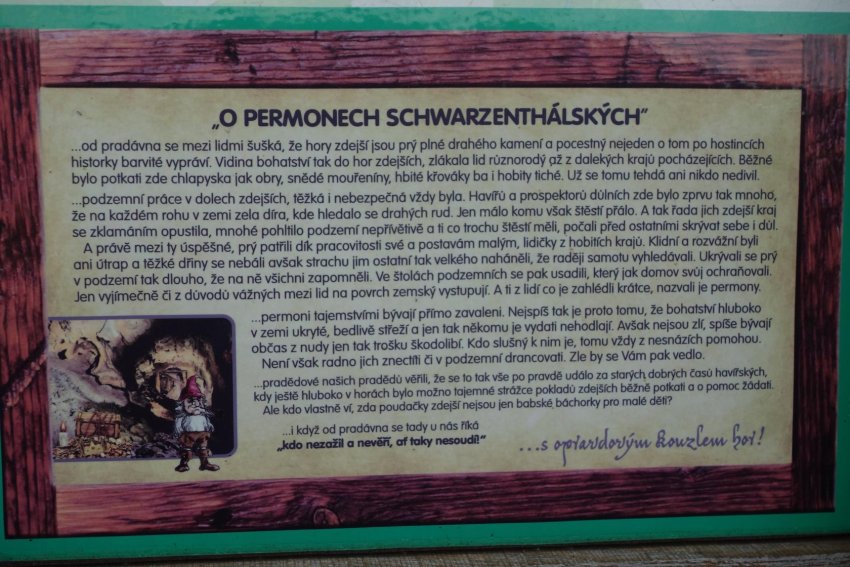 „O PERMONECH SCHWARZENTHÁLSKÝCH“
...od pradávna se mezi lidmi šušká, že hory zdejší jsou prý plné drahého kamení a pocestný nejeden o tom po hostincích
historky barvité vypráví. Vidina bohatství tak do hor zdejších, zlákala lid různorodý až z dalekých krajů pocházejících. Běžné
bylo potkati zde chlapyska jak obry, snědé mouřeníny, hbité křováky ba i hobity tiché. Už se tomu tehdá ani nikdo nedivil.
...podzemní práce v dolech zdejších, těžká i nebezpečná vždy byla. Havířů a prospektorů důlních zde bylo zprvu tak mnoho,
že na každém rohu v zemi zela díra, kde hledalo se drahých rud. Jen málo komu však štěstí přálo. A tak řada jich zdejší kraj
se zklamáním opustila, mnohé pohltilo podzemí nepřívětivé a ti co trochu štěstí měli, počali před ostatními skrývat sebe i důl.
A právě mezi ty úspěšné, prý patřili dík pracovitosti své a postavám malým, lidičky z hobitích krajů. Klidní a rozvážní byli
ani útrap a těžké dřiny se nebáli avšak strachu jim ostatní tak velkého naháněli, že raději samotu vyhledávali. Ukrývali se prý
v podzemí tak dlouho, že na ně všichni zapomněli. Ve štolách podzemních se pak usadili, který jak domov svůj ochraňovali.
Jen vyjímečně či z důvodů vážných mezi lid na povrch zemský vystupují. A ti z lidí co je zahlédli krátce, nazvali je permony.
...permoni tajemstvími bývají přímo zavaleni. Nejspíš tak je proto tomu, že bohatství hluboko
v zemi ukryté, bedlivě střeží a jen tak někomu je vydati nehodlají. Avšak nejsou zlí, spíše bývají
občas z nudy jen tak trošku škodolibí. Kdo slušný k nim je, tomu vždy z nesnázích pomohou.
Není však radno jich znectíti či v podzemí drancovati. Zle by se Vám pak vedlo.
...pradědové našich pradědů věřili, že se to tak vše po pravdě událo za starých dobrých časů havířských,
kdy ještě hluboko v horách bylo možno tajemné strážce pokladů zdejších běžně potkati a o pomoc žádati.
Ale kdo vlastně ví, zda poudačky zdejší nejsou jen babské báchorky pro malé děti?
...i když od pradávna se tady u nás říká
„kdo nezažil a nevěří, ať taky nesoudí!“
...s opravdovým kouzlem hor!